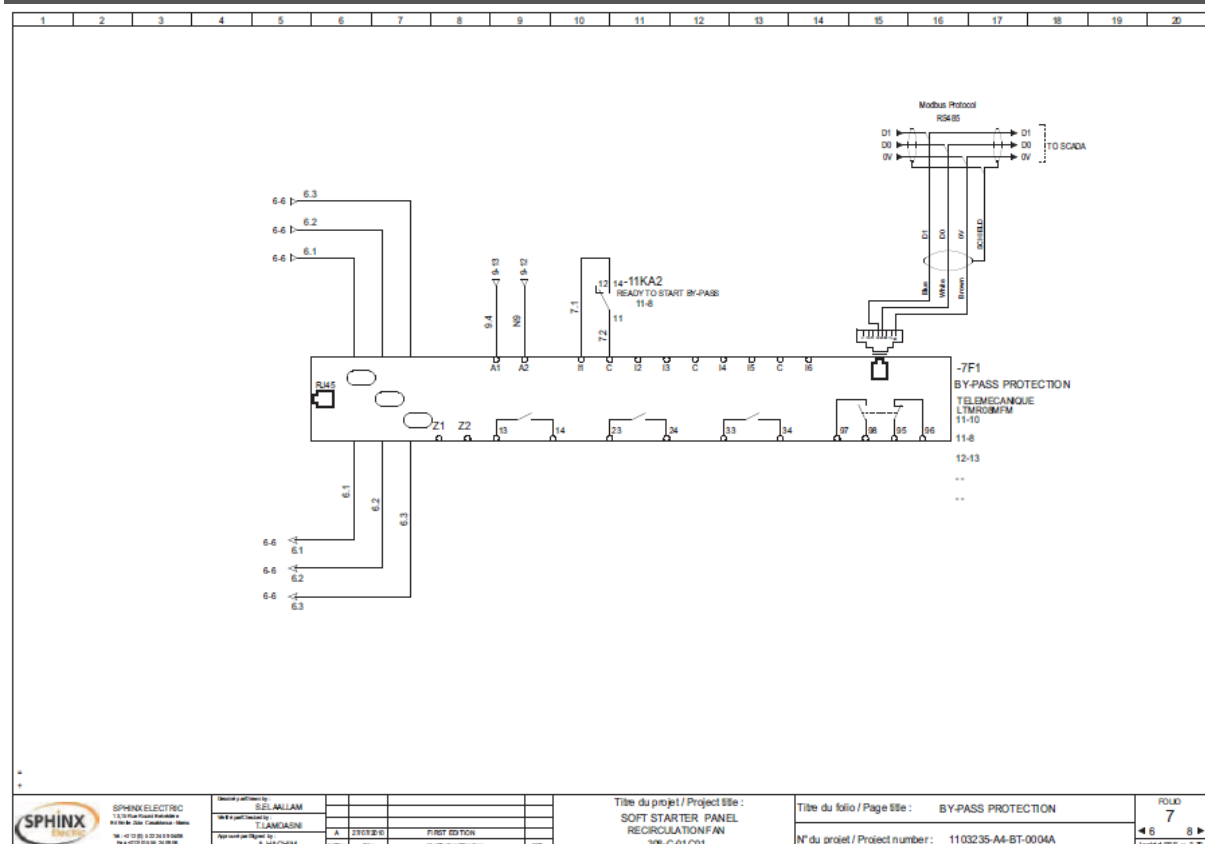 1 2 3 4 5 6 7 8 9 10 11 12 13 14 15 16 17 18 19 20
Modbus Protocol
RS485
D1 D1
D0 D0 TO SCADA
0V 0V
6-6 6.3
6-6 6.2
6-6 6.1
D1 D0 0V
Blue White Brown
9-13 9-12
9.4 N9
7.1 7.2
12 14 -11KA2
READY TO START BY-PASS
11-8
11
A1 A2 I1 C I2 I3 C I4 I5 C I6
RJ45
-7F1
BY-PASS PROTECTION
TELEMECANIQUE
LTMR08MFM
11-10
11-8
12-13
- -
- -
Z1 Z2 13 14 23 24 33 34 97 98 95 96
6.1 6.2 6.3
6-6 6.1
6-6 6.2
6-6 6.3
=
+
SPHINX
Electric
SPHINX ELECTRIC
S.EL AALLAM
T.LAMDASNI
A FIRST EDITION
Titre du projet / Project title :
SOFT STARTER PANEL
RECIRCULATION FAN
Titre du folio / Page title : BY-PASS PROTECTION
N° du projet / Project number : 1103235-A4-BT-0004A
FOLIO
7
6 8